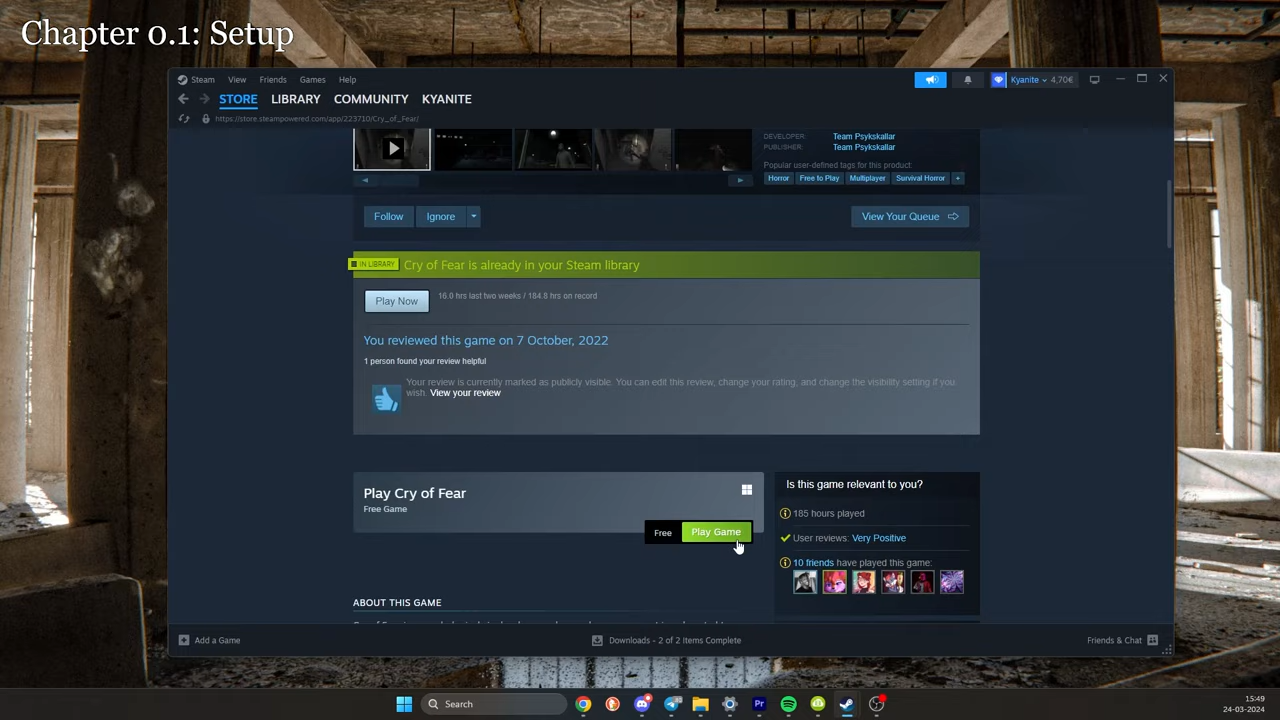 Chapter 0.1: Setup
Steam View Friends Games Help
Kyanite 4,70€
STORE LIBRARY COMMUNITY KYANITE
https://store.steampowered.com/app/223710/Cry_of_Fear/
DEVELOPER: Team Psykskallar
PUBLISHER: Team Psykskallar
Popular user-defined tags for this product:
Horror Free to Play Multiplayer Survival Horror +
Follow Ignore View Your Queue
IN LIBRARY Cry of Fear is already in your Steam library
Play Now 16.0 hrs last two weeks / 184.8 hrs on record
You reviewed this game on 7 October, 2022
1 person found your review helpful
Your review is currently marked as publicly visible. You can edit this review, change your rating, and change the visibility setting if you
wish. View your review
Play Cry of Fear
Free Game
Free Play Game
Is this game relevant to you?
185 hours played
User reviews: Very Positive
10 friends have played this game:
ABOUT THIS GAME
Add a Game Downloads - 2 of 2 Items Complete Friends & Chat
Search
Pr
15:49
24-03-2024